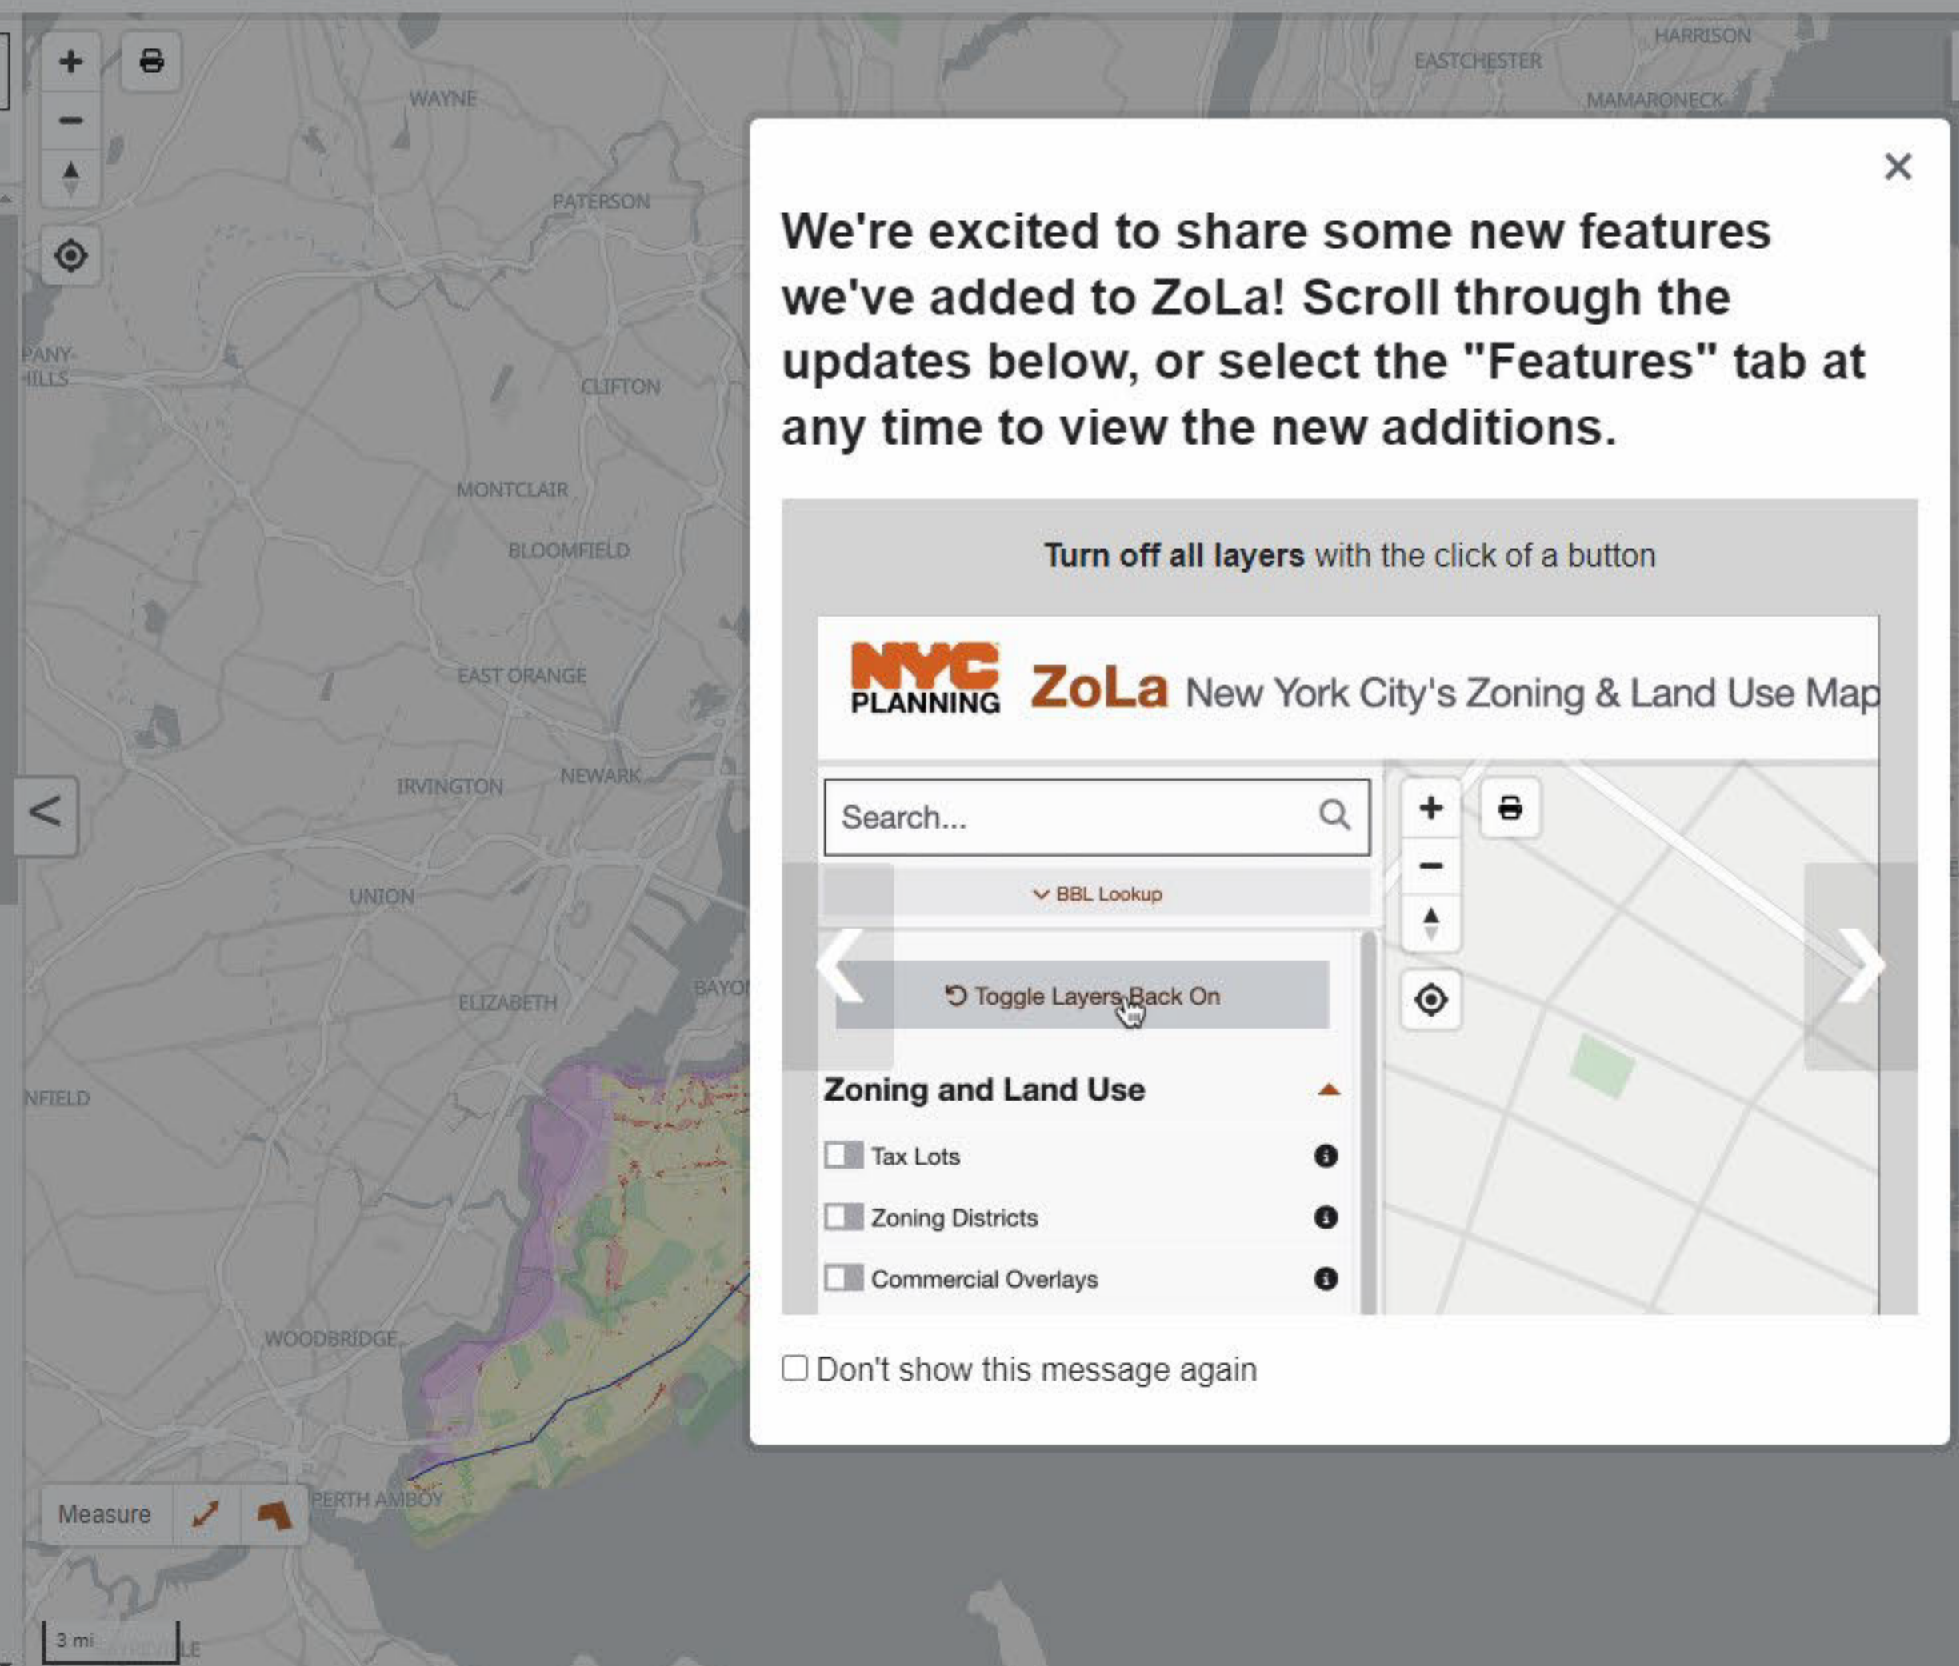 HARRISON
EASTCHESTER
MAMARONECK
WAYNE
PATERSON
PANY-
HILLS
CLIFTON
MONTCLAIR
BLOOMFIELD
EAST ORANGE
NEWARK
IRVINGTON
UNION
ELIZABETH
BAYO
NFIELD
WOODBRIDGE
PERTH AMBOY
Measure
3 mi
We're excited to share some new features
we've added to ZoLa! Scroll through the
updates below, or select the "Features" tab at
any time to view the new additions.
Turn off all layers with the click of a button
NYC
PLANNING
ZoLa New York City's Zoning & Land Use Map
Search...
BBL Lookup
Toggle Layers Back On
Zoning and Land Use
Tax Lots
Zoning Districts
Commercial Overlays
Don't show this message again